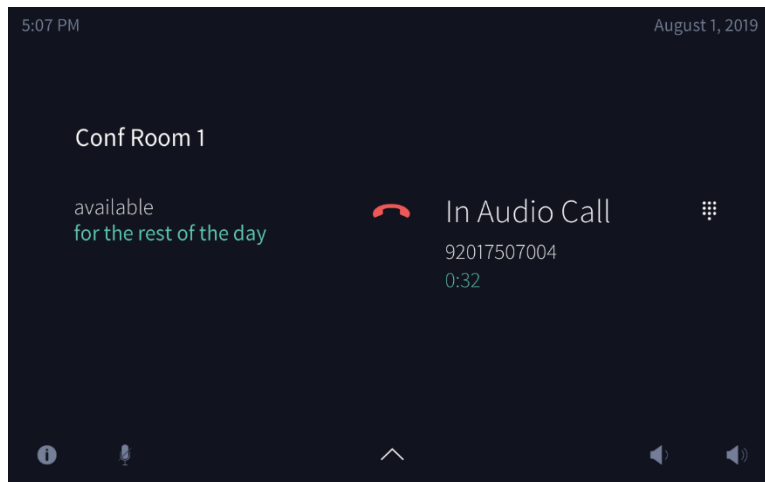 5:07 PM
August 1, 2019
Conf Room 1
available
for the rest of the day
In Audio Call
92017507004
0:32